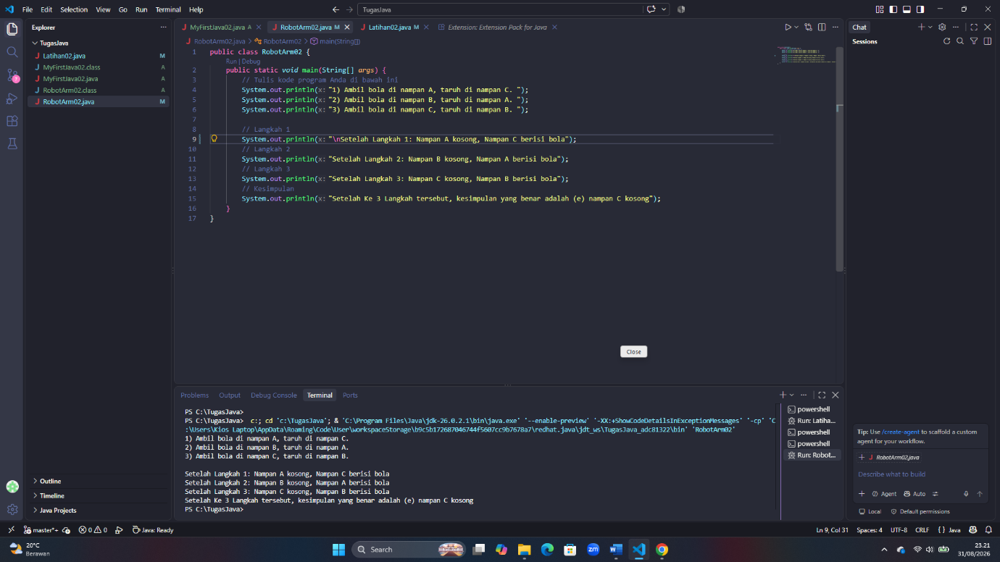 File Edit Selection View Go Run Terminal Help
TugasJava
Explorer
TugasJava
Latihan02.java M
MyFirstJava02.class A
MyFirstJava02.java A
RobotArm02.class A
RobotArm02.java M
7
Outline
Timeline
Java Projects
MyFirstJava02.java A
RobotArm02.java M
Latihan02.java M
Extension: Extension Pack for Java
RobotArm02.java > RobotArm02 > main(String[])
1 public class RobotArm02 {
Run | Debug
2 public static void main(String[] args) {
3 // Tulis kode program Anda di bawah ini
4 System.out.println(x: "1) Ambil bola di nampan A, taruh di nampan C. ");
5 System.out.println(x: "2) Ambil bola di nampan B, taruh di nampan A. ");
6 System.out.println(x: "3) Ambil bola di nampan C, taruh di nampan B. ");
7
8 // Langkah 1
9 System.out.println(x: "\nSetelah Langkah 1: Nampan A kosong, Nampan C berisi bola");
10 // Langkah 2
11 System.out.println(x: "Setelah Langkah 2: Nampan B kosong, Nampan A berisi bola");
12 // Langkah 3
13 System.out.println(x: "Setelah Langkah 3: Nampan C kosong, Nampan B berisi bola");
14 // Kesimpulan
15 System.out.println(x: "Setelah Ke 3 Langkah tersebut, kesimpulan yang benar adalah (e) nampan C kosong");
16 }
17 }
Close
Problems Output Debug Console Terminal Ports
PS C:\TugasJava>
PS C:\TugasJava> c:; cd 'c:\TugasJava'; & 'C:\Program Files\Java\jdk-26.0.2.1\bin\java.exe' '--enable-preview' '-XX:+ShowCodeDetailsInExceptionMessages' '-cp' 'C
:\Users\Kios Laptop\AppData\Roaming\Code\User\workspaceStorage\b9c5b172687046744f5607cc9b7678a7\redhat.java\jdt_ws\TugasJava_adc81322\bin' 'RobotArm02'
1) Ambil bola di nampan A, taruh di nampan C.
2) Ambil bola di nampan B, taruh di nampan A.
3) Ambil bola di nampan C, taruh di nampan B.
Setelah Langkah 1: Nampan A kosong, Nampan C berisi bola
Setelah Langkah 2: Nampan B kosong, Nampan A berisi bola
Setelah Langkah 3: Nampan C kosong, Nampan B berisi bola
Setelah Ke 3 Langkah tersebut, kesimpulan yang benar adalah (e) nampan C kosong
PS C:\TugasJava>
powershell
Run: Latiha...
powershell
powershell
Run: Robot...
Chat
Sessions
Tip: Use /create-agent to scaffold a custom
agent for your workflow.
RobotArm02.java
Describe what to build
Agent Auto
Local Default permissions
master*+ 0 0 Java: Ready
Ln 9, Col 31 Spaces: 4 UTF-8 CRLF {} Java
20°C
Berawan
Search
zm
23.21
31/08/2026